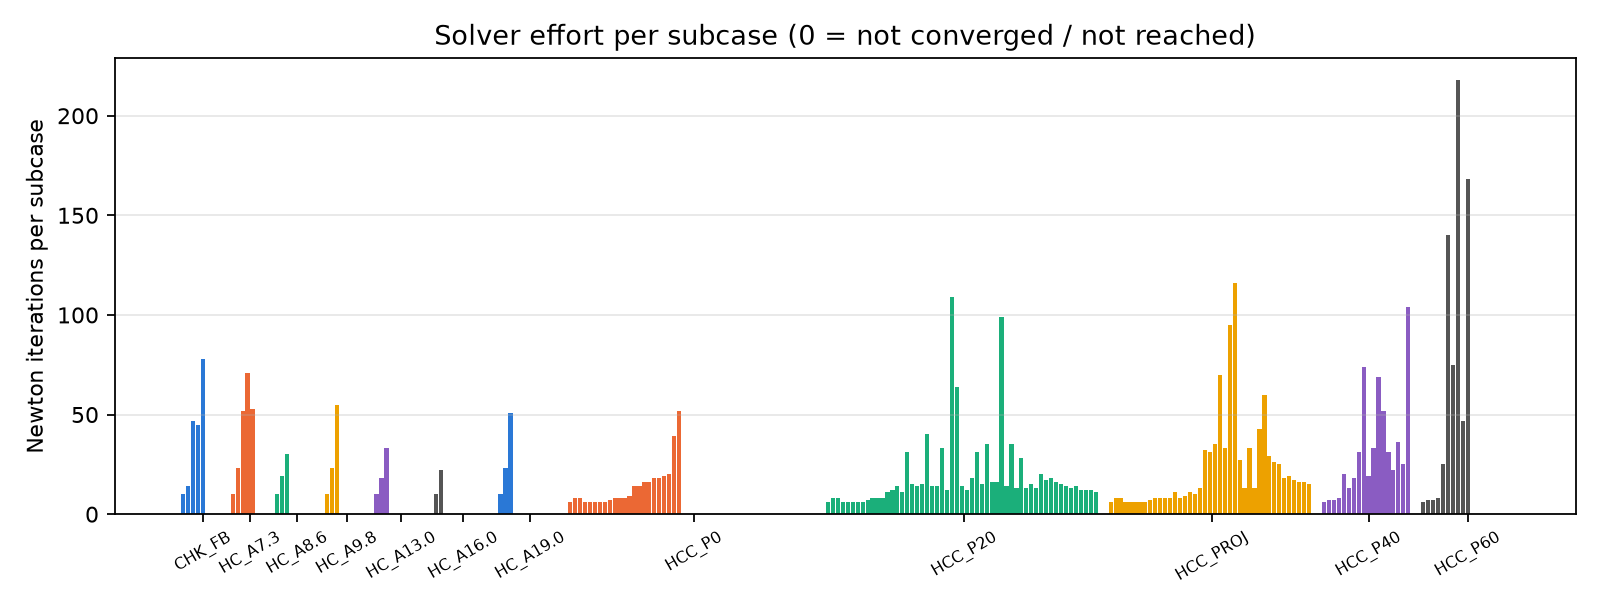 Solver effort per subcase (0 = not converged / not reached)
Newton iterations per subcase
200
150
100
50
0
CHK_FB
HC_A7.3
HC_A8.6
HC_A9.8
HC_A13.0
HC_A16.0
HC_A19.0
HCC_P0
HCC_P20
HCC_PROJ
HCC_P40
HCC_P60